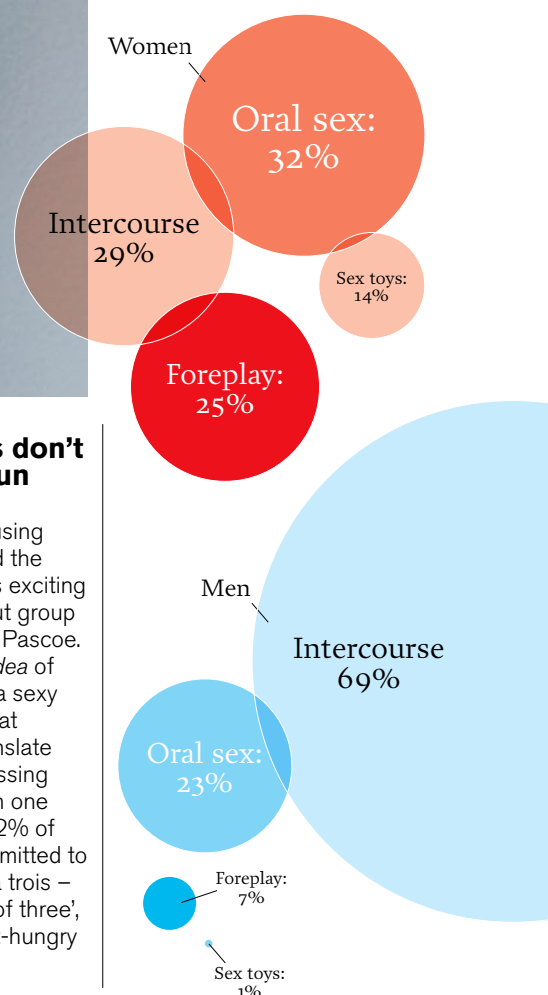 Women
Oral sex:
32%
Intercourse
29%
Sex toys:
14%
Foreplay:
25%
don't
un
using
d the
s exciting
ut group
Pascoe.
dea of
a sexy
at
nslate
ssing
n one
2% of
mitted to
a trois –
of three’,
-hungry
Men
Intercourse
69%
Oral sex:
23%
Foreplay:
7%
Sex toys:
1%